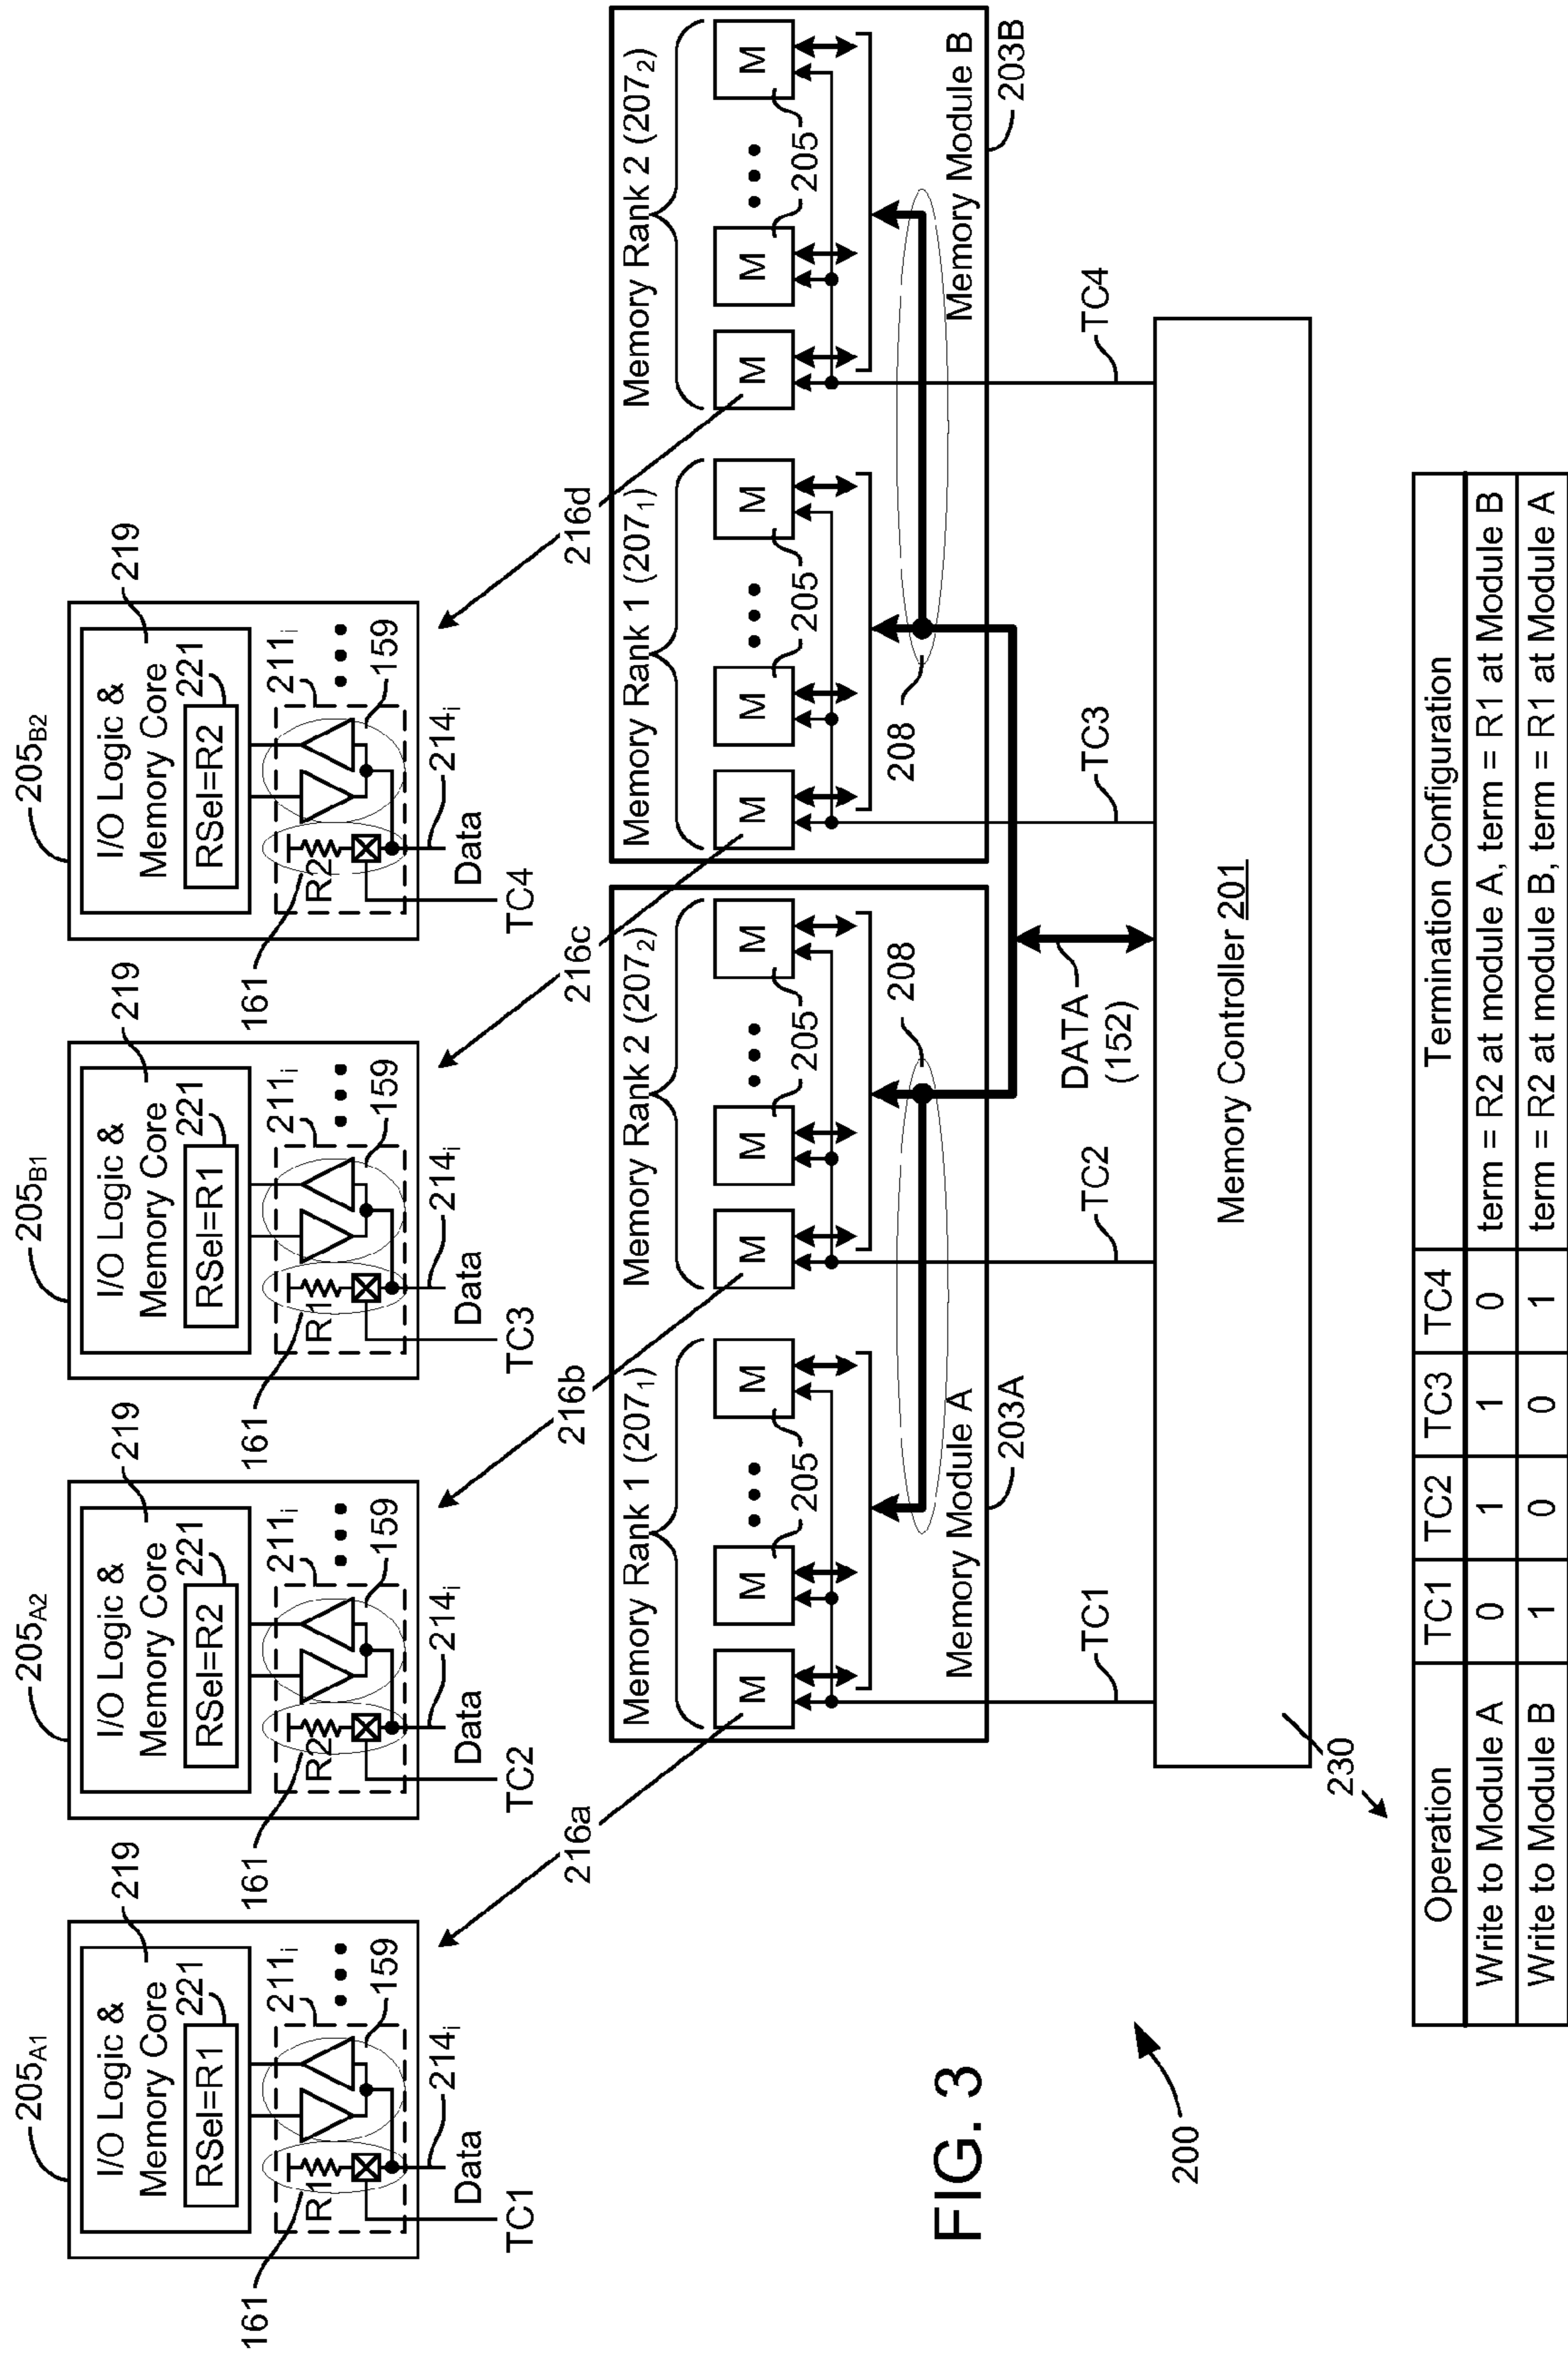 205A1
I/O Logic &
Memory Core
RSel=R1
219
221
211i
R1
159
161
214i
Data
TC1
205A2
I/O Logic &
Memory Core
RSel=R2
219
221
211i
R2
159
161
214i
Data
TC2
205B1
I/O Logic &
Memory Core
RSel=R1
219
221
211i
R1
159
161
214i
Data
TC3
205B2
I/O Logic &
Memory Core
RSel=R2
219
221
211i
R2
159
161
214i
Data
TC4
216a
216b
216c
216d
Memory Rank 1 (2071)
M
M
M
205
Memory Rank 2 (2072)
M
M
M
205
208
Memory Module A
203A
Memory Rank 1 (2071)
M
M
M
205
Memory Rank 2 (2072)
M
M
M
205
208
Memory Module B
203B
TC1
TC2
DATA
(152)
TC3
TC4
Memory Controller 201
FIG. 3
200
230
Operation TC1 TC2 TC3 TC4 Termination Configuration
Write to Module A 0 1 1 0 term = R2 at module A, term = R1 at Module B
Write to Module B 1 0 0 1 term = R2 at module B, term = R1 at Module A